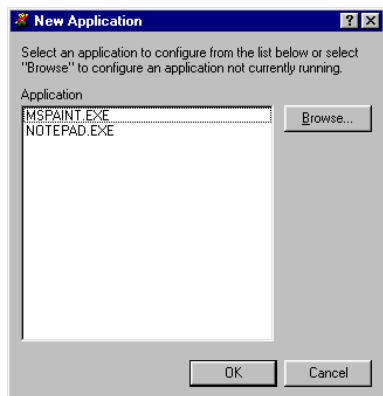 New Application
Select an application to configure from the list below or select
"Browse" to configure an application not currently running.
Application
MSPAINT.EXE
NOTEPAD.EXE
Browse...
OK
Cancel